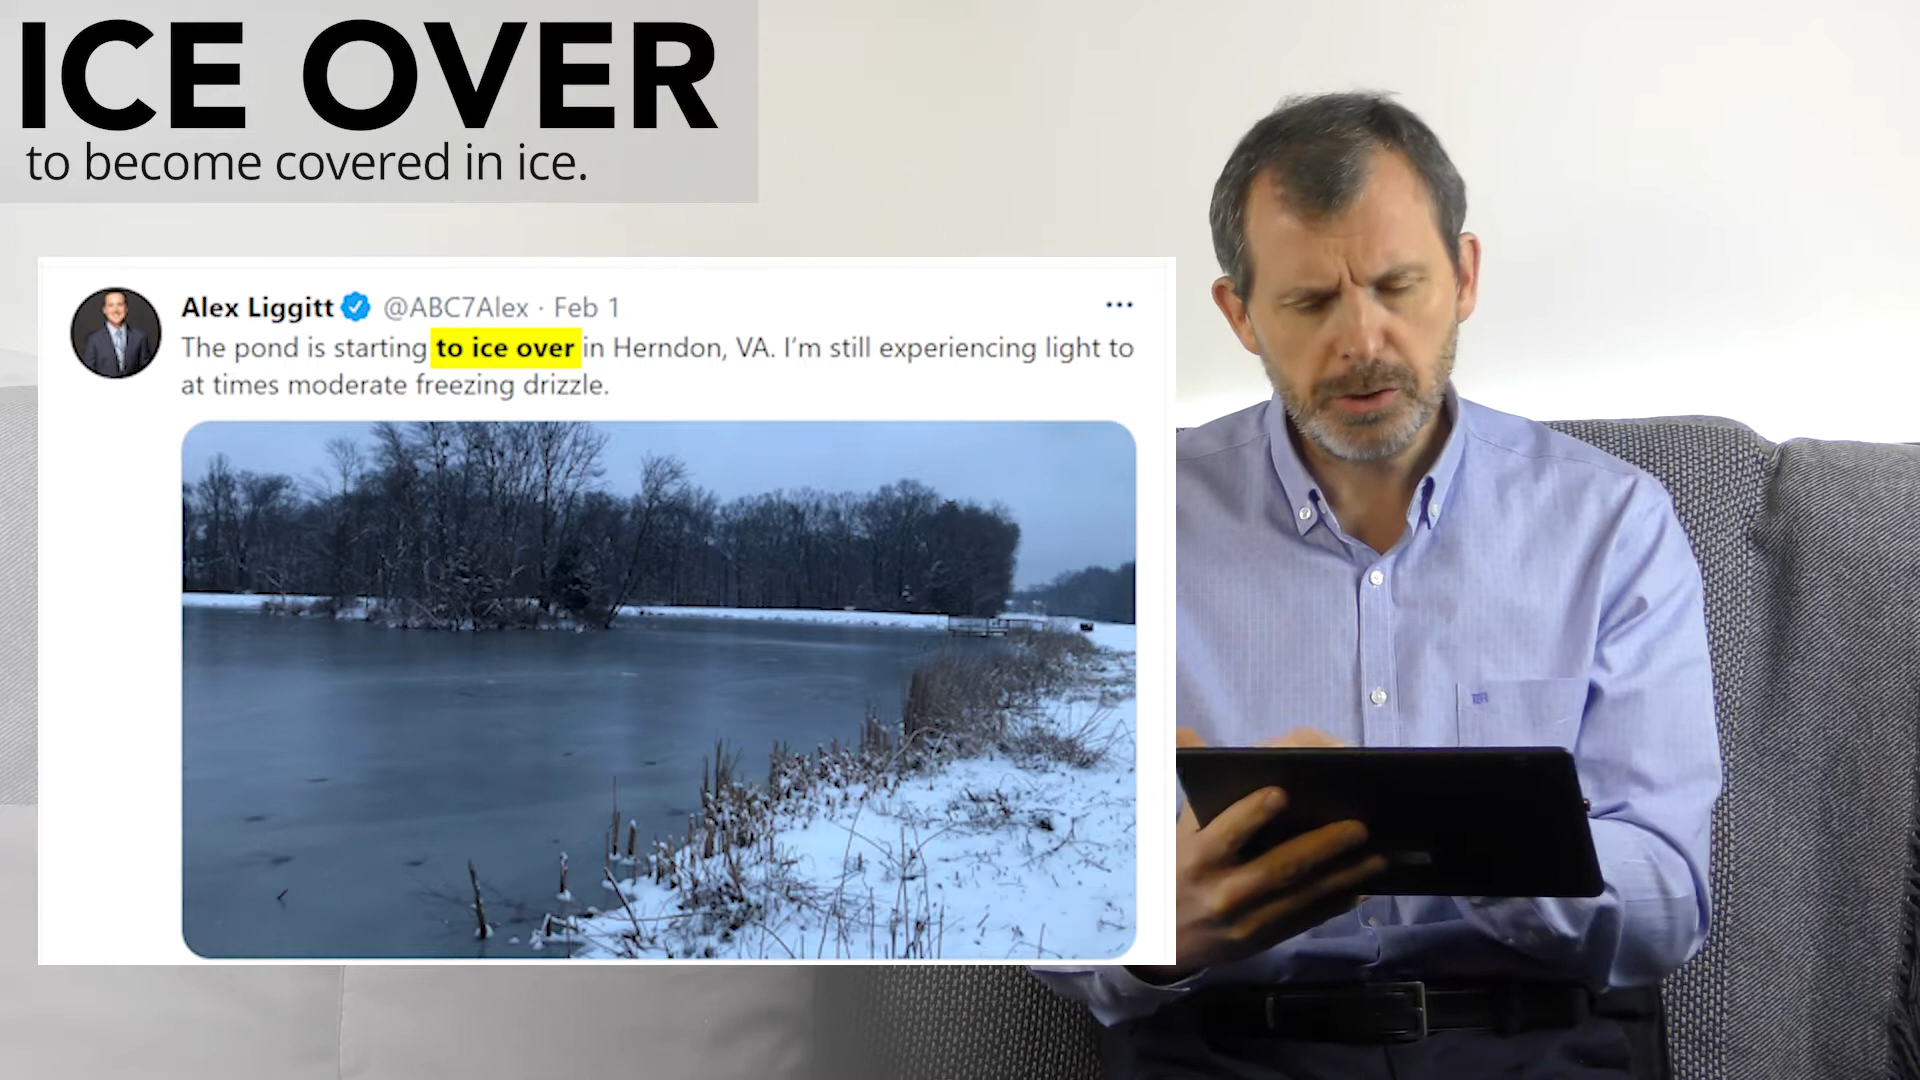 ICE OVER
to become covered in ice.
Alex Liggitt @ABC7Alex · Feb 1 ···
The pond is starting to ice over in Herndon, VA. I'm still experiencing light to
at times moderate freezing drizzle.